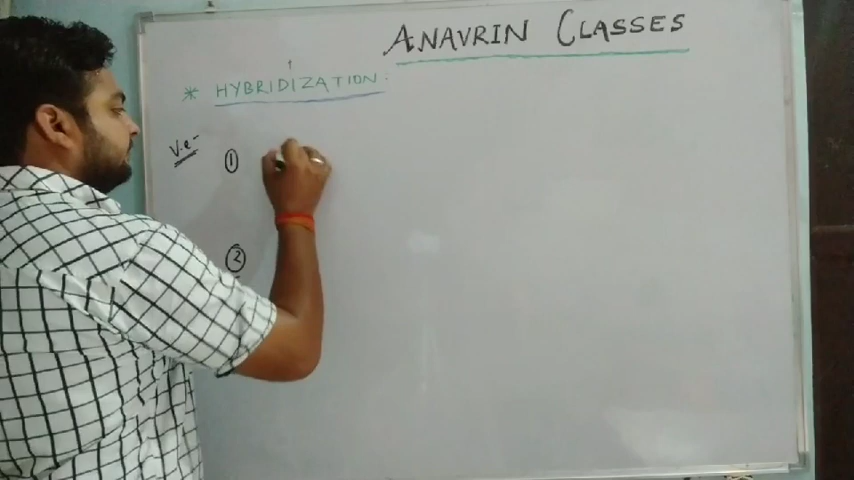 ANAVRIN CLASSES
* HYBRIDIZATION:
V.e-
①
②